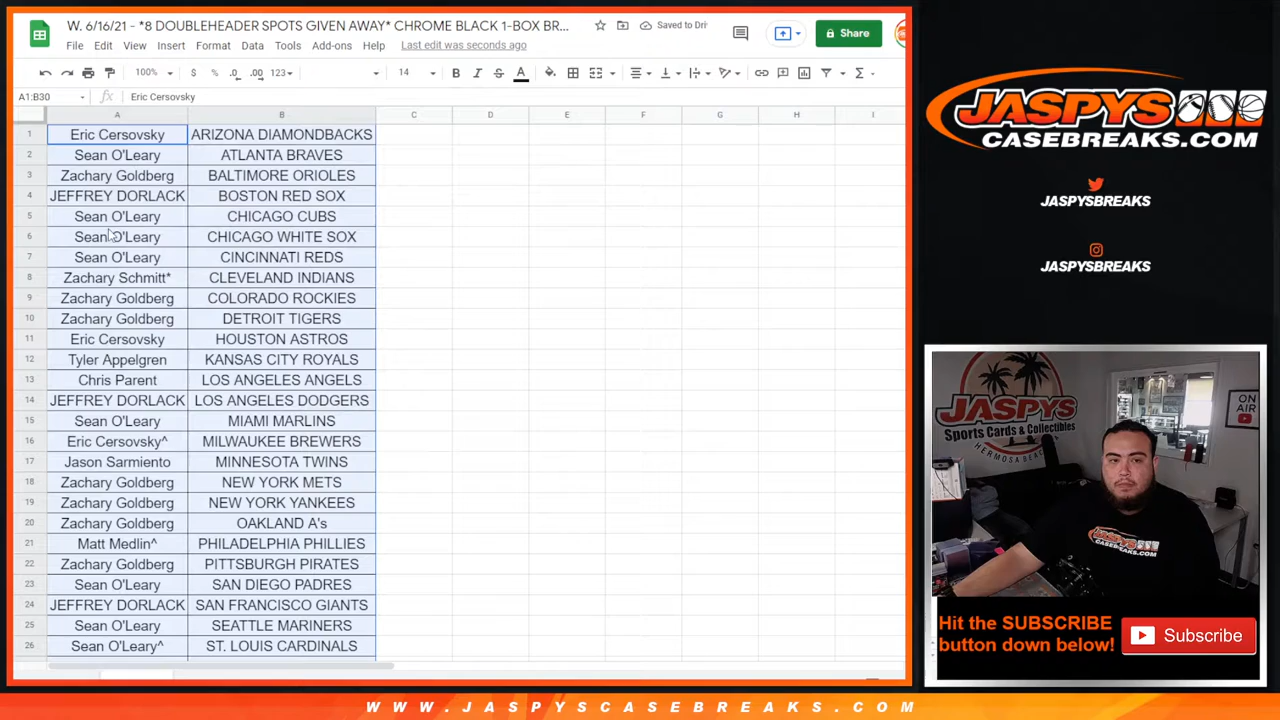 W. 6/16/21 - *8 DOUBLEHEADER SPOTS GIVEN AWAY* CHROME BLACK 1-BOX BR...
Saved to Dri
Share
File Edit View Insert Format Data Tools Add-ons Help Last edit was seconds ago
100% $ % .0 .00 123 14 B I S A
A1:B30 fx Eric Cersovsky
A B C D E F G H I
1 Eric Cersovsky ARIZONA DIAMONDBACKS
2 Sean O'Leary ATLANTA BRAVES
3 Zachary Goldberg BALTIMORE ORIOLES
4 JEFFREY DORLACK BOSTON RED SOX
5 Sean O'Leary CHICAGO CUBS
6 Sean O'Leary CHICAGO WHITE SOX
7 Sean O'Leary CINCINNATI REDS
8 Zachary Schmitt* CLEVELAND INDIANS
9 Zachary Goldberg COLORADO ROCKIES
10 Zachary Goldberg DETROIT TIGERS
11 Eric Cersovsky HOUSTON ASTROS
12 Tyler Appelgren KANSAS CITY ROYALS
13 Chris Parent LOS ANGELES ANGELS
14 JEFFREY DORLACK LOS ANGELES DODGERS
15 Sean O'Leary MIAMI MARLINS
16 Eric Cersovsky^ MILWAUKEE BREWERS
17 Jason Sarmiento MINNESOTA TWINS
18 Zachary Goldberg NEW YORK METS
19 Zachary Goldberg NEW YORK YANKEES
20 Zachary Goldberg OAKLAND A's
21 Matt Medlin^ PHILADELPHIA PHILLIES
22 Zachary Goldberg PITTSBURGH PIRATES
23 Sean O'Leary SAN DIEGO PADRES
24 JEFFREY DORLACK SAN FRANCISCO GIANTS
25 Sean O'Leary SEATTLE MARINERS
26 Sean O'Leary^ ST. LOUIS CARDINALS
JASPYS
CASEBREAKS.COM
JASPYSBREAKS
JASPYSBREAKS
JASPYS
Sports Cards & Collectibles
HERMOSA BEACH
ON
AIR
JASPYS
CASEBREAKS.COM
Hit the SUBSCRIBE
button down below!
Subscribe
WWW.JASPYSCASEBREAKS.COM